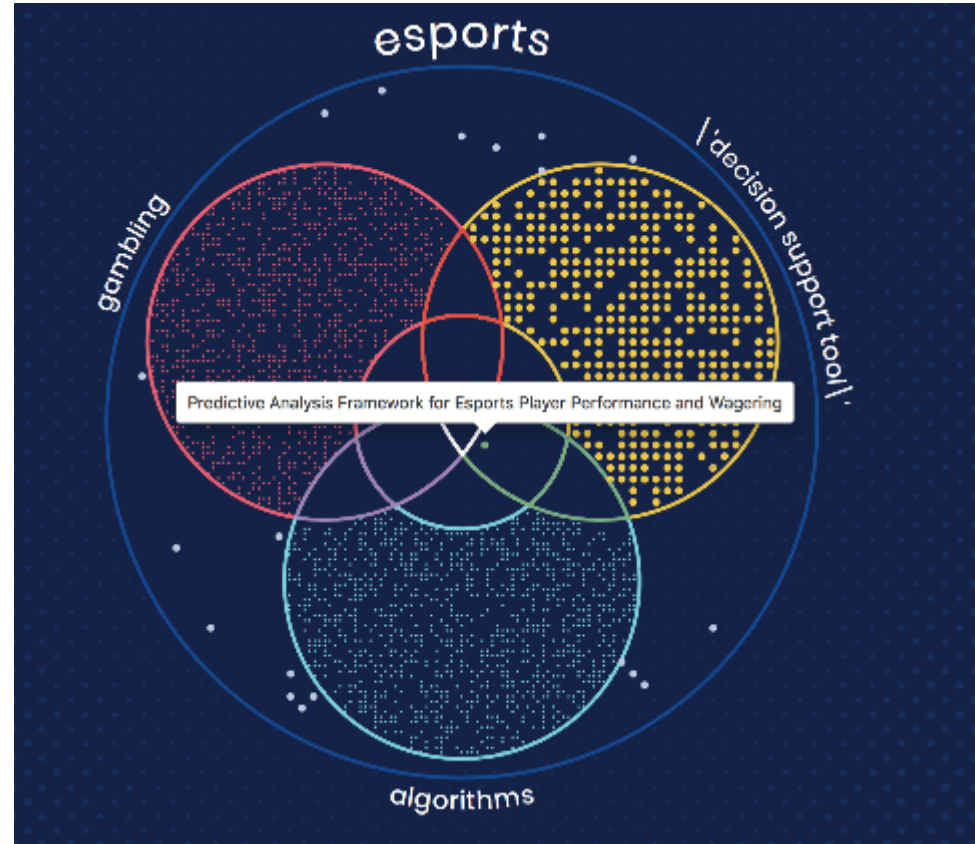 esports
gambling
\'decision support tool\'
Predictive Analysis Framework for Esports Player Performance and Wagering
algorithms